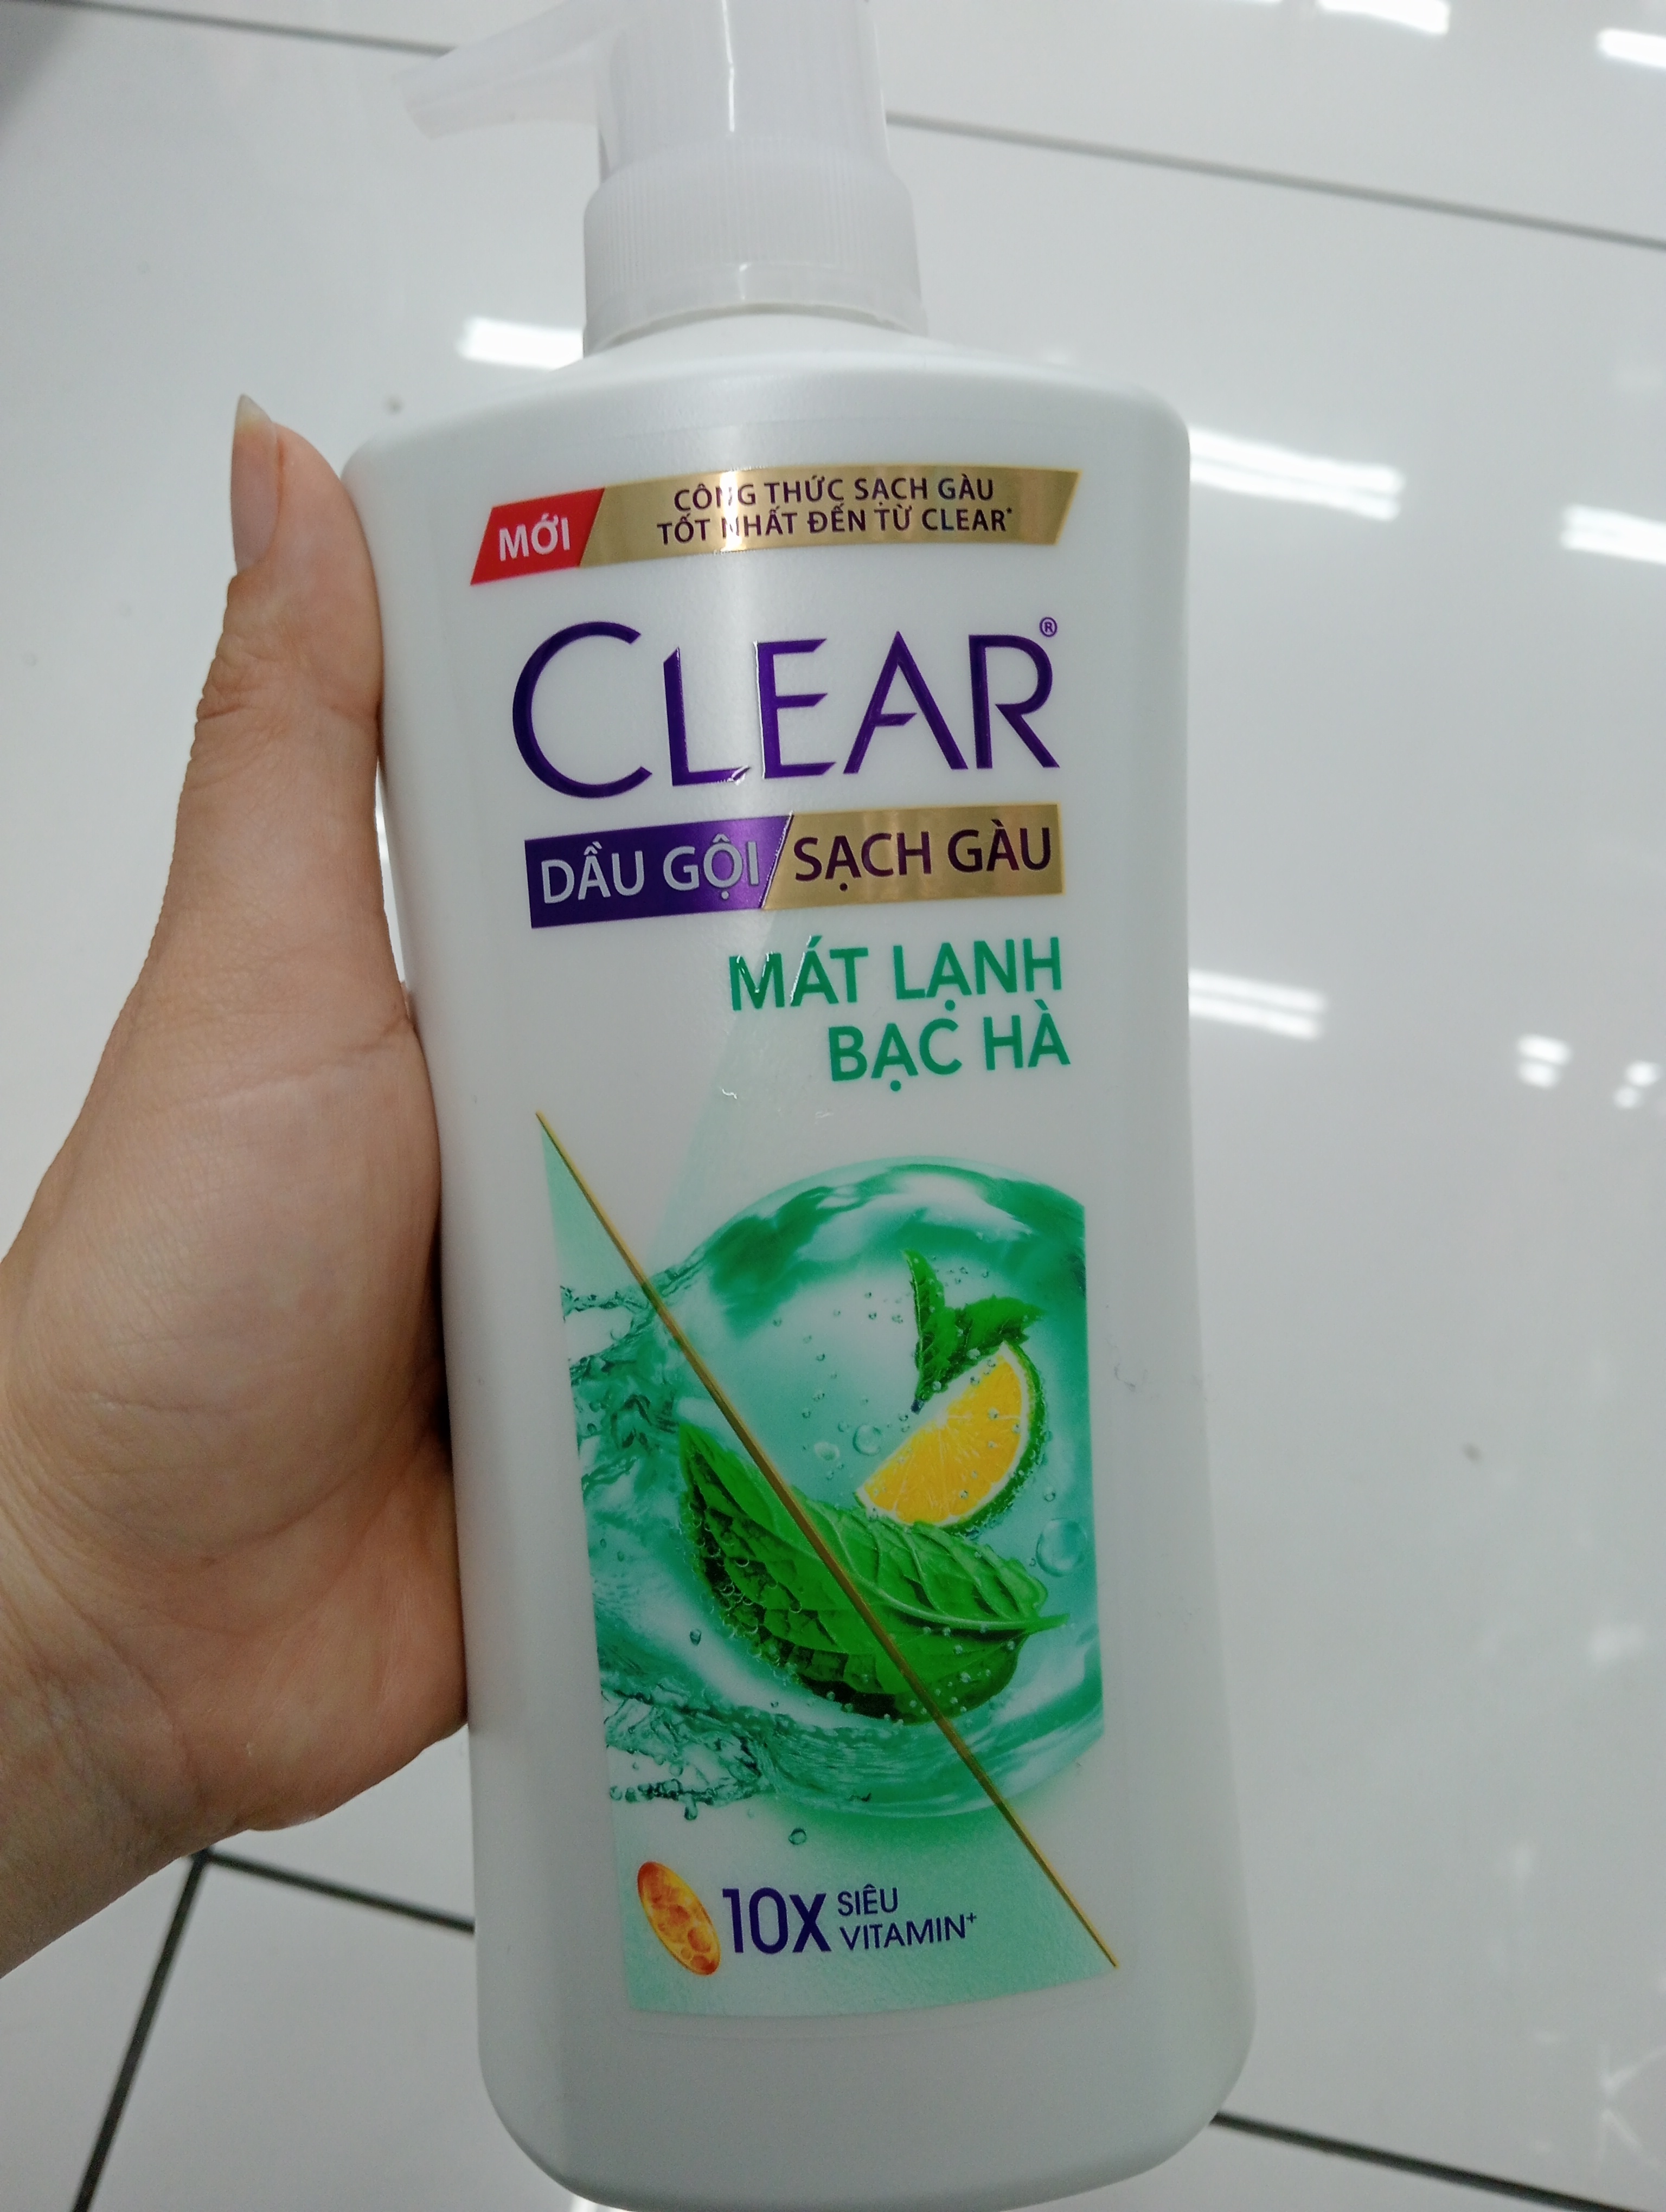 MỚI
CÔNG THỨC SẠCH GÀU
TỐT NHẤT ĐẾN TỪ CLEAR*
CLEAR®
DẦU GỘI / SẠCH GÀU
MÁT LẠNH
BẠC HÀ
10X SIÊU
VITAMIN+